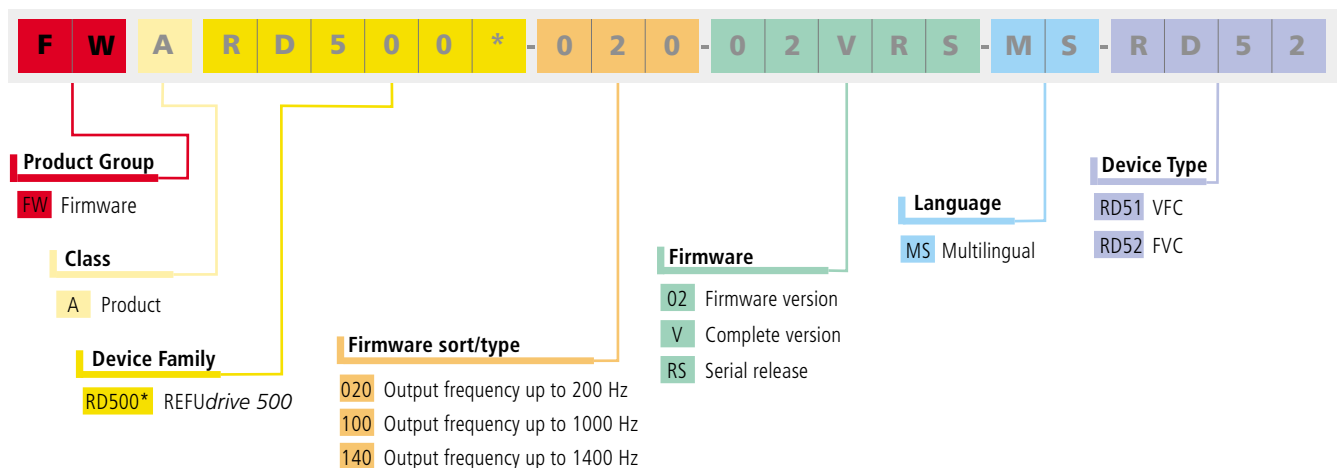 F W A R D 5 0 0 * - 0 2 0 - 0 2 V R S - M S - R D 5 2
Product Group
FW Firmware
Class
A Product
Device Family
RD500* REFUdrive 500
Firmware sort/type
020 Output frequency up to 200 Hz
100 Output frequency up to 1000 Hz
140 Output frequency up to 1400 Hz
Firmware
02 Firmware version
V Complete version
RS Serial release
Language
MS Multilingual
Device Type
RD51 VFC
RD52 FVC